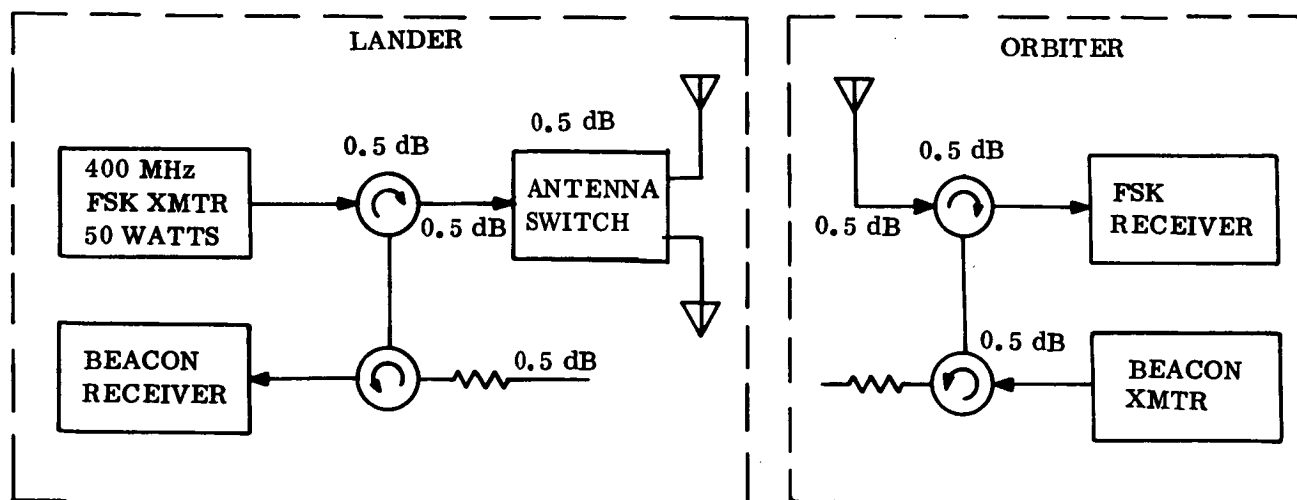 LANDER
0.5 dB
0.5 dB
400 MHz
FSK XMTR
50 WATTS
ANTENNA
SWITCH
0.5 dB
BEACON
RECEIVER
0.5 dB
ORBITER
0.5 dB
FSK
RECEIVER
0.5 dB
0.5 dB
BEACON
XMTR